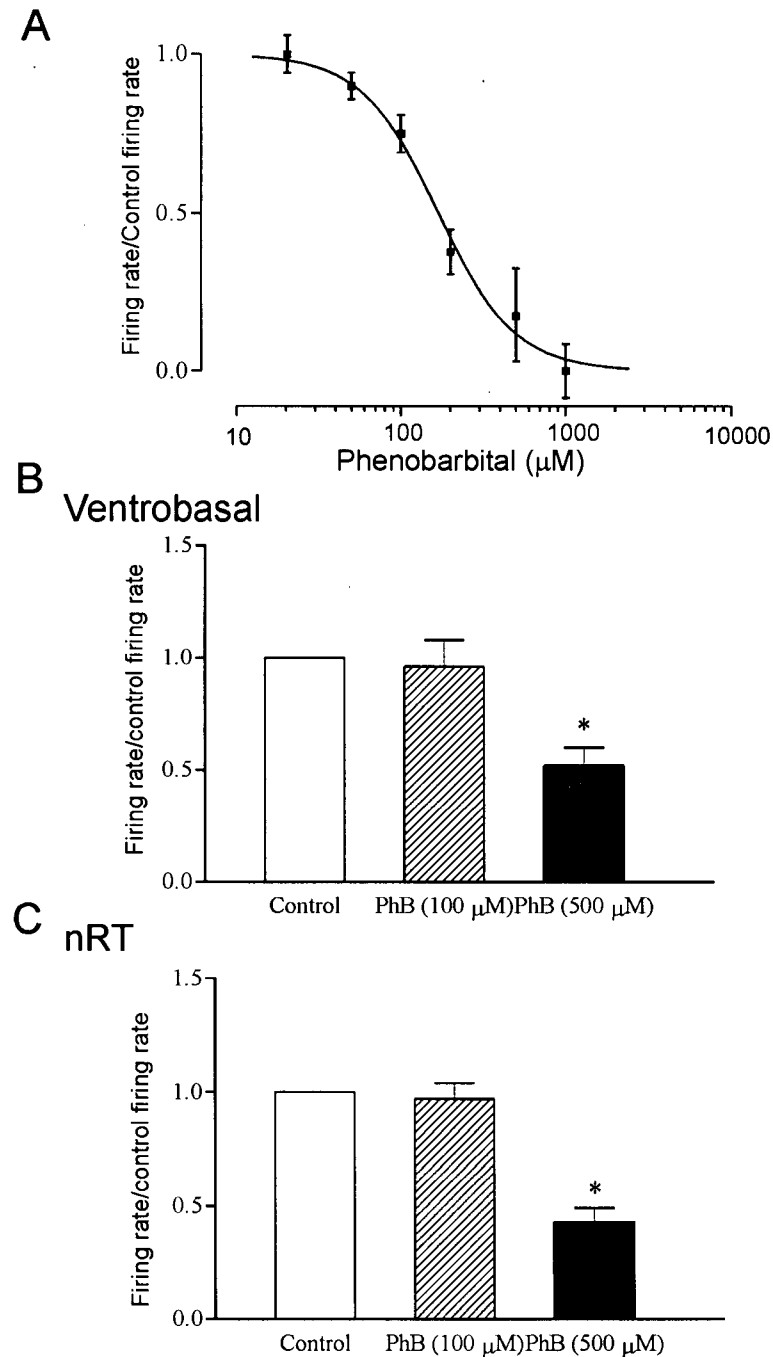 A
Firing rate/Control firing rate
1.0
0.5
0.0
10 100 1000 10000
Phenobarbital (μM)
B
Ventrobasal
Firing rate/control firing rate
1.5
1.0
*
0.5
0.0
Control PhB (100 μM)PhB (500 μM)
C
nRT
Firing rate/control firing rate
1.5
1.0
*
0.5
0.0
Control PhB (100 μM)PhB (500 μM)